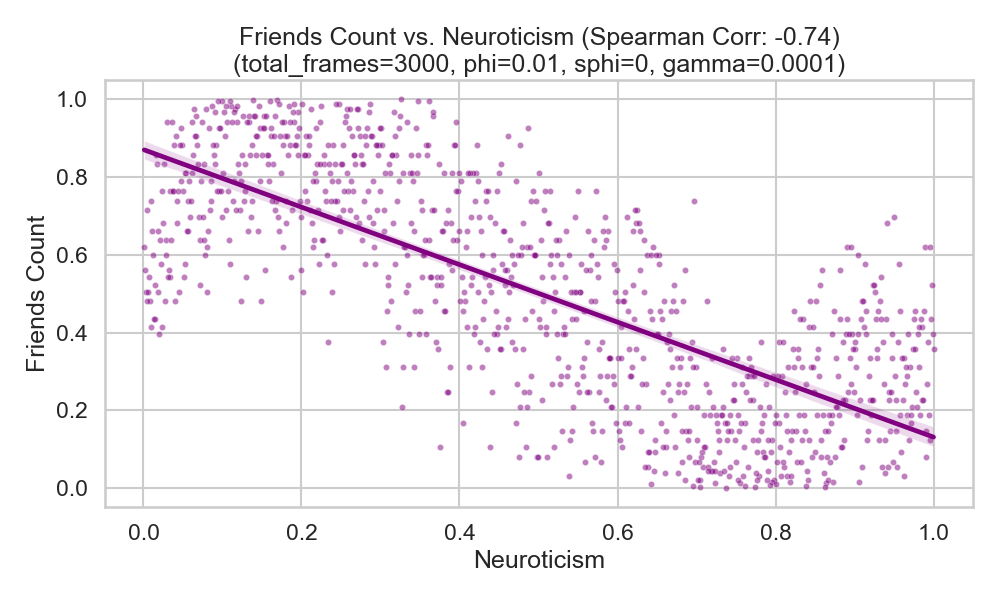 Friends Count vs. Neuroticism (Spearman Corr: -0.74)
(total_frames=3000, phi=0.01, sphi=0, gamma=0.0001)
Friends Count
1.0
0.8
0.6
0.4
0.2
0.0
0.0 0.2 0.4 0.6 0.8 1.0
Neuroticism